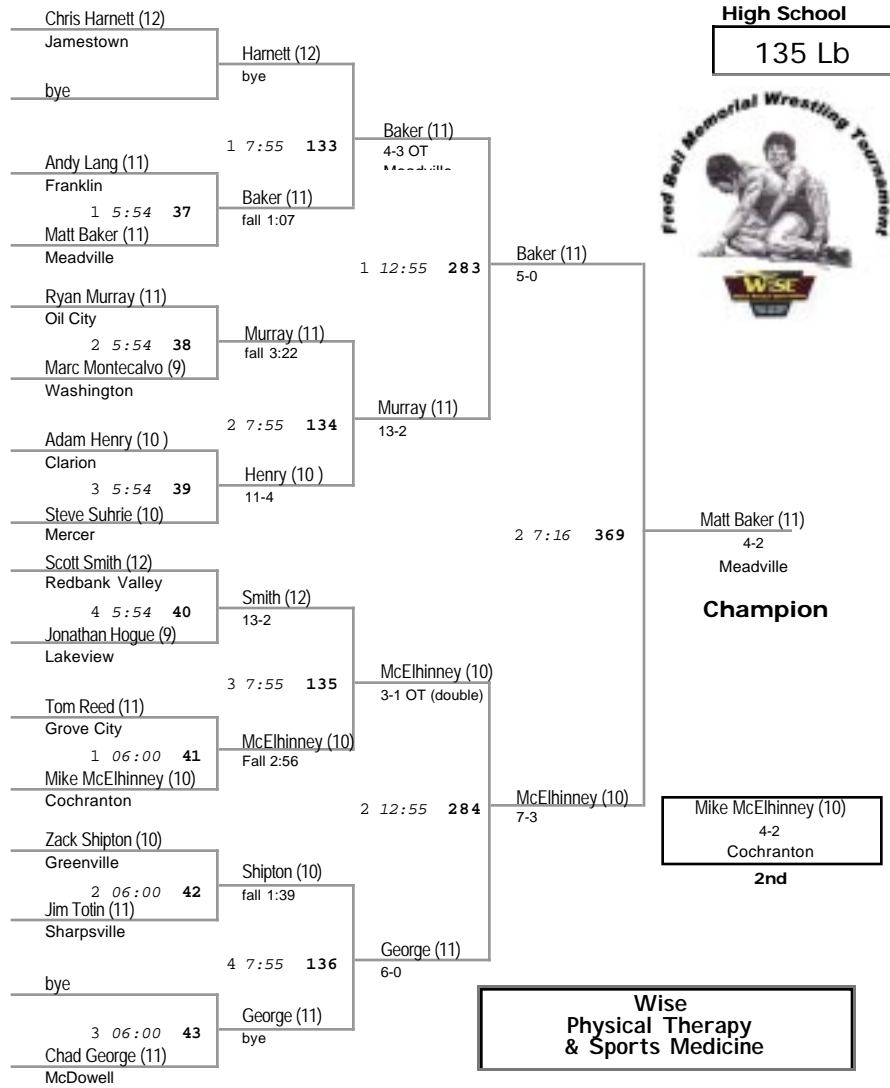 High School
135 Lb
Fred Bell Memorial Wrestling Tournament
WiSE
Chris Harnett (12)
Jamestown
bye
Andy Lang (11)
Franklin
1 5:54 37
Matt Baker (11)
Meadville
Ryan Murray (11)
Oil City
2 5:54 38
Marc Montecalvo (9)
Washington
Adam Henry (10 )
Clarion
3 5:54 39
Steve Suhrie (10)
Mercer
Scott Smith (12)
Redbank Valley
4 5:54 40
Jonathan Hogue (9)
Lakeview
Tom Reed (11)
Grove City
1 06:00 41
Mike McElhinney (10)
Cochranton
Zack Shipton (10)
Greenville
2 06:00 42
Jim Totin (11)
Sharpsville
bye
3 06:00 43
Chad George (11)
McDowell
Harnett (12)
bye
1 7:55 133
Baker (11)
fall 1:07
Murray (11)
fall 3:22
2 7:55 134
Henry (10 )
11-4
Smith (12)
13-2
3 7:55 135
McElhinney (10)
Fall 2:56
Shipton (10)
fall 1:39
4 7:55 136
George (11)
bye
Baker (11)
4-3 OT
Meadville
1 12:55 283
Murray (11)
13-2
McElhinney (10)
3-1 OT (double)
2 12:55 284
George (11)
6-0
Baker (11)
5-0
2 7:16 369
McElhinney (10)
7-3
Matt Baker (11)
4-2
Meadville
Champion
Mike McElhinney (10)
4-2
Cochranton
2nd
Wise
Physical Therapy
& Sports Medicine